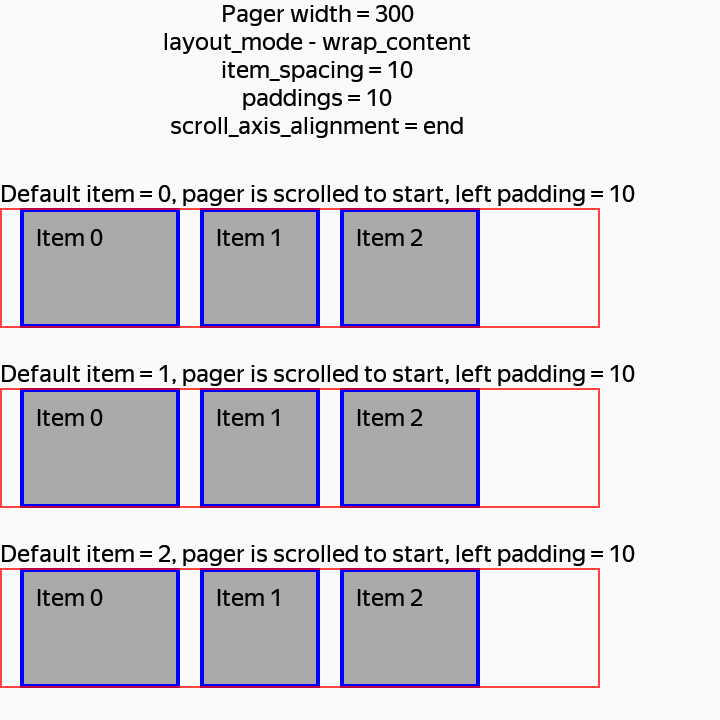 Pager width = 300
layout_mode - wrap_content
item_spacing = 10
paddings = 10
scroll_axis_alignment = end
Default item = 0, pager is scrolled to start, left padding = 10
Item 0 Item 1 Item 2
Default item = 1, pager is scrolled to start, left padding = 10
Item 0 Item 1 Item 2
Default item = 2, pager is scrolled to start, left padding = 10
Item 0 Item 1 Item 2